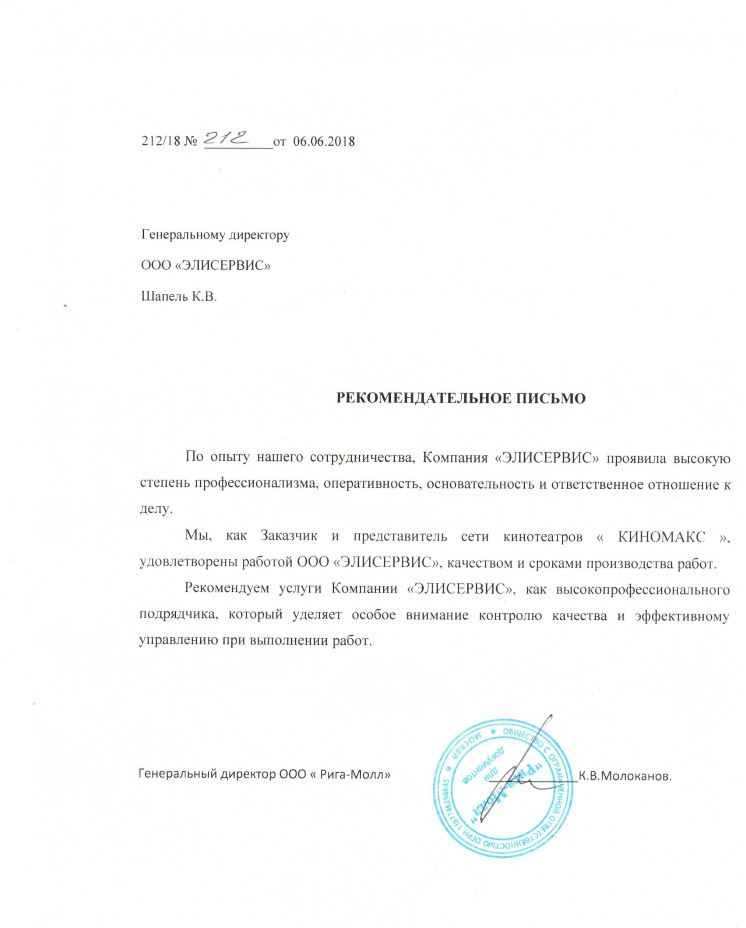 212/18 № 212 от 06.06.2018
Генеральному директору
ООО «ЭЛИСЕРВИС»
Шапель К.В.
РЕКОМЕНДАТЕЛЬНОЕ ПИСЬМО
По опыту нашего сотрудничества, Компания «ЭЛИСЕРВИС» проявила высокую
степень профессионализма, оперативность, основательность и ответственное отношение к
делу.
Мы, как Заказчик и представитель сети кинотеатров « КИНОМАКС »,
удовлетворены работой ООО «ЭЛИСЕРВИС», качеством и сроками производства работ.
Рекомендуем услуги Компании «ЭЛИСЕРВИС», как высокопрофессионального
подрядчика, который уделяет особое внимание контролю качества и эффективному
управлению при выполнении работ.
Генеральный директор ООО « Рига-Молл» К.В.Молоканов.
ОБЩЕСТВО С ОГРАНИЧЕННОЙ ОТВЕТСТВЕННОСТЬЮ ОГРН
МОСКВА
"Рига-Молл"
для
документов